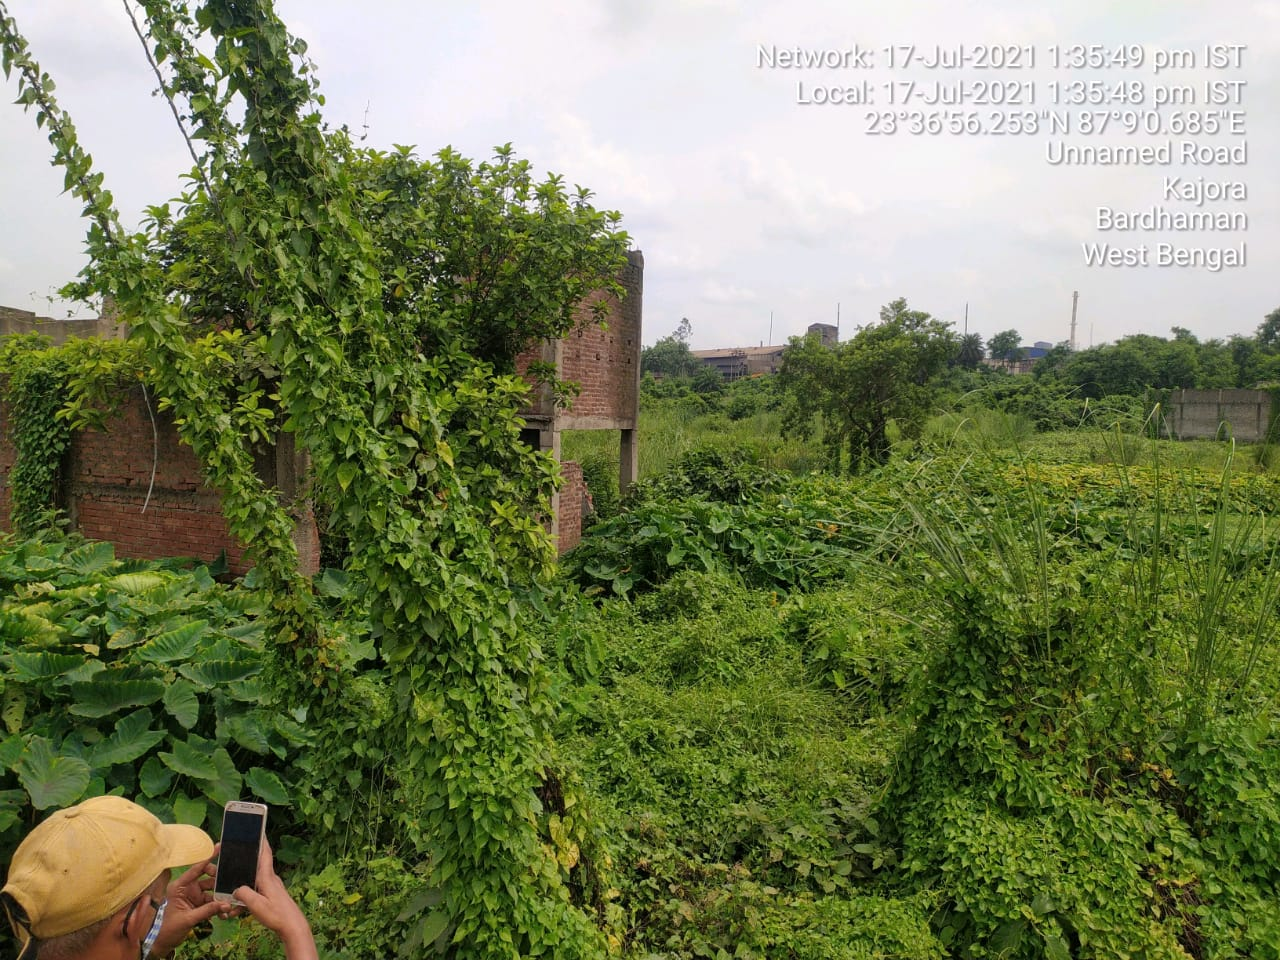 Network: 17-Jul-2021 1:35:49 pm IST
Local: 17-Jul-2021 1:35:48 pm IST
23°36'56.253"N 87°9'0.685"E
Unnamed Road
Kajora
Bardhaman
West Bengal